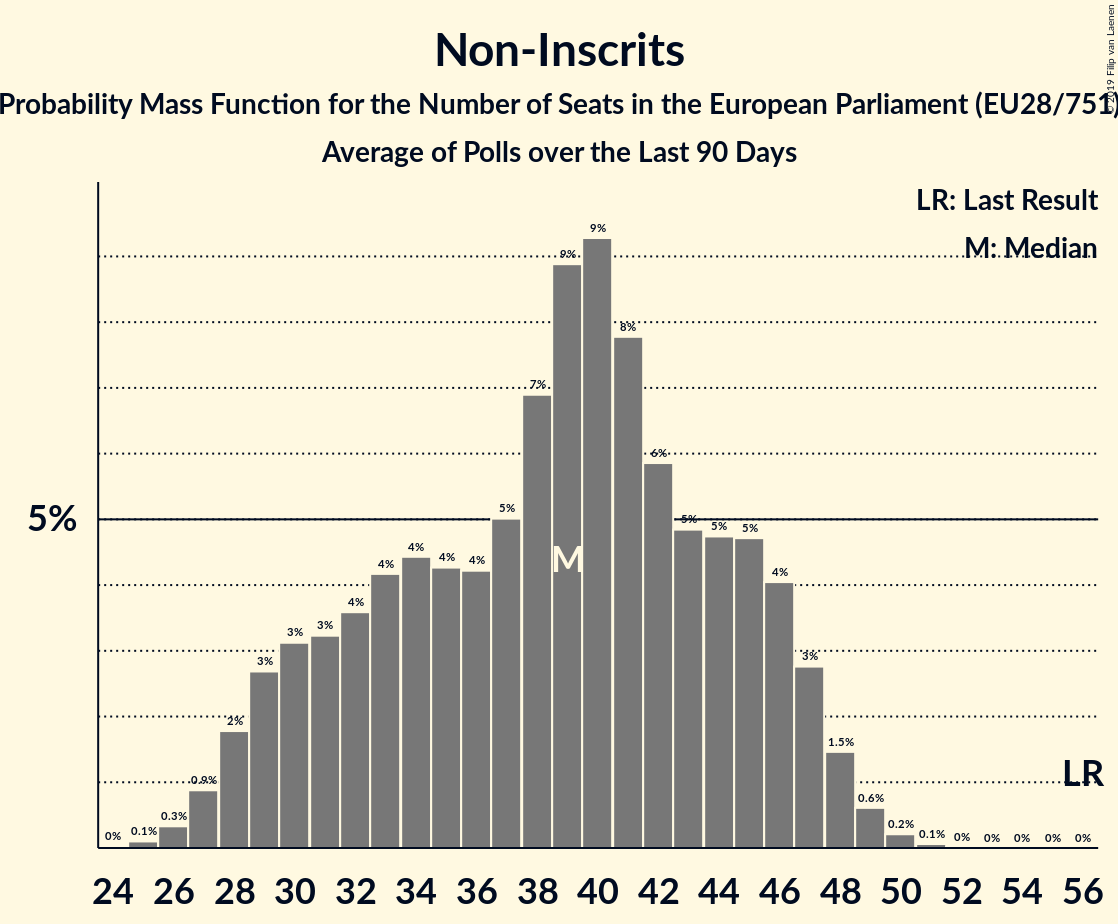 © 2019 Filip van Laenen
Non-Inscrits
Probability Mass Function for the Number of Seats in the European Parliament (EU28/751)
Average of Polls over the Last 90 Days
LR: Last Result
M: Median
5%
0% 0.1% 0.3% 0.9% 2% 3% 3% 3% 4% 4% 4% 4% 4% 5% 7% 9% 9% 8% 6% 5% 5% 5% 4% 3% 1.5% 0.6% 0.2% 0.1% 0% 0% 0% 0% 0%
M
LR
24 26 28 30 32 34 36 38 40 42 44 46 48 50 52 54 56